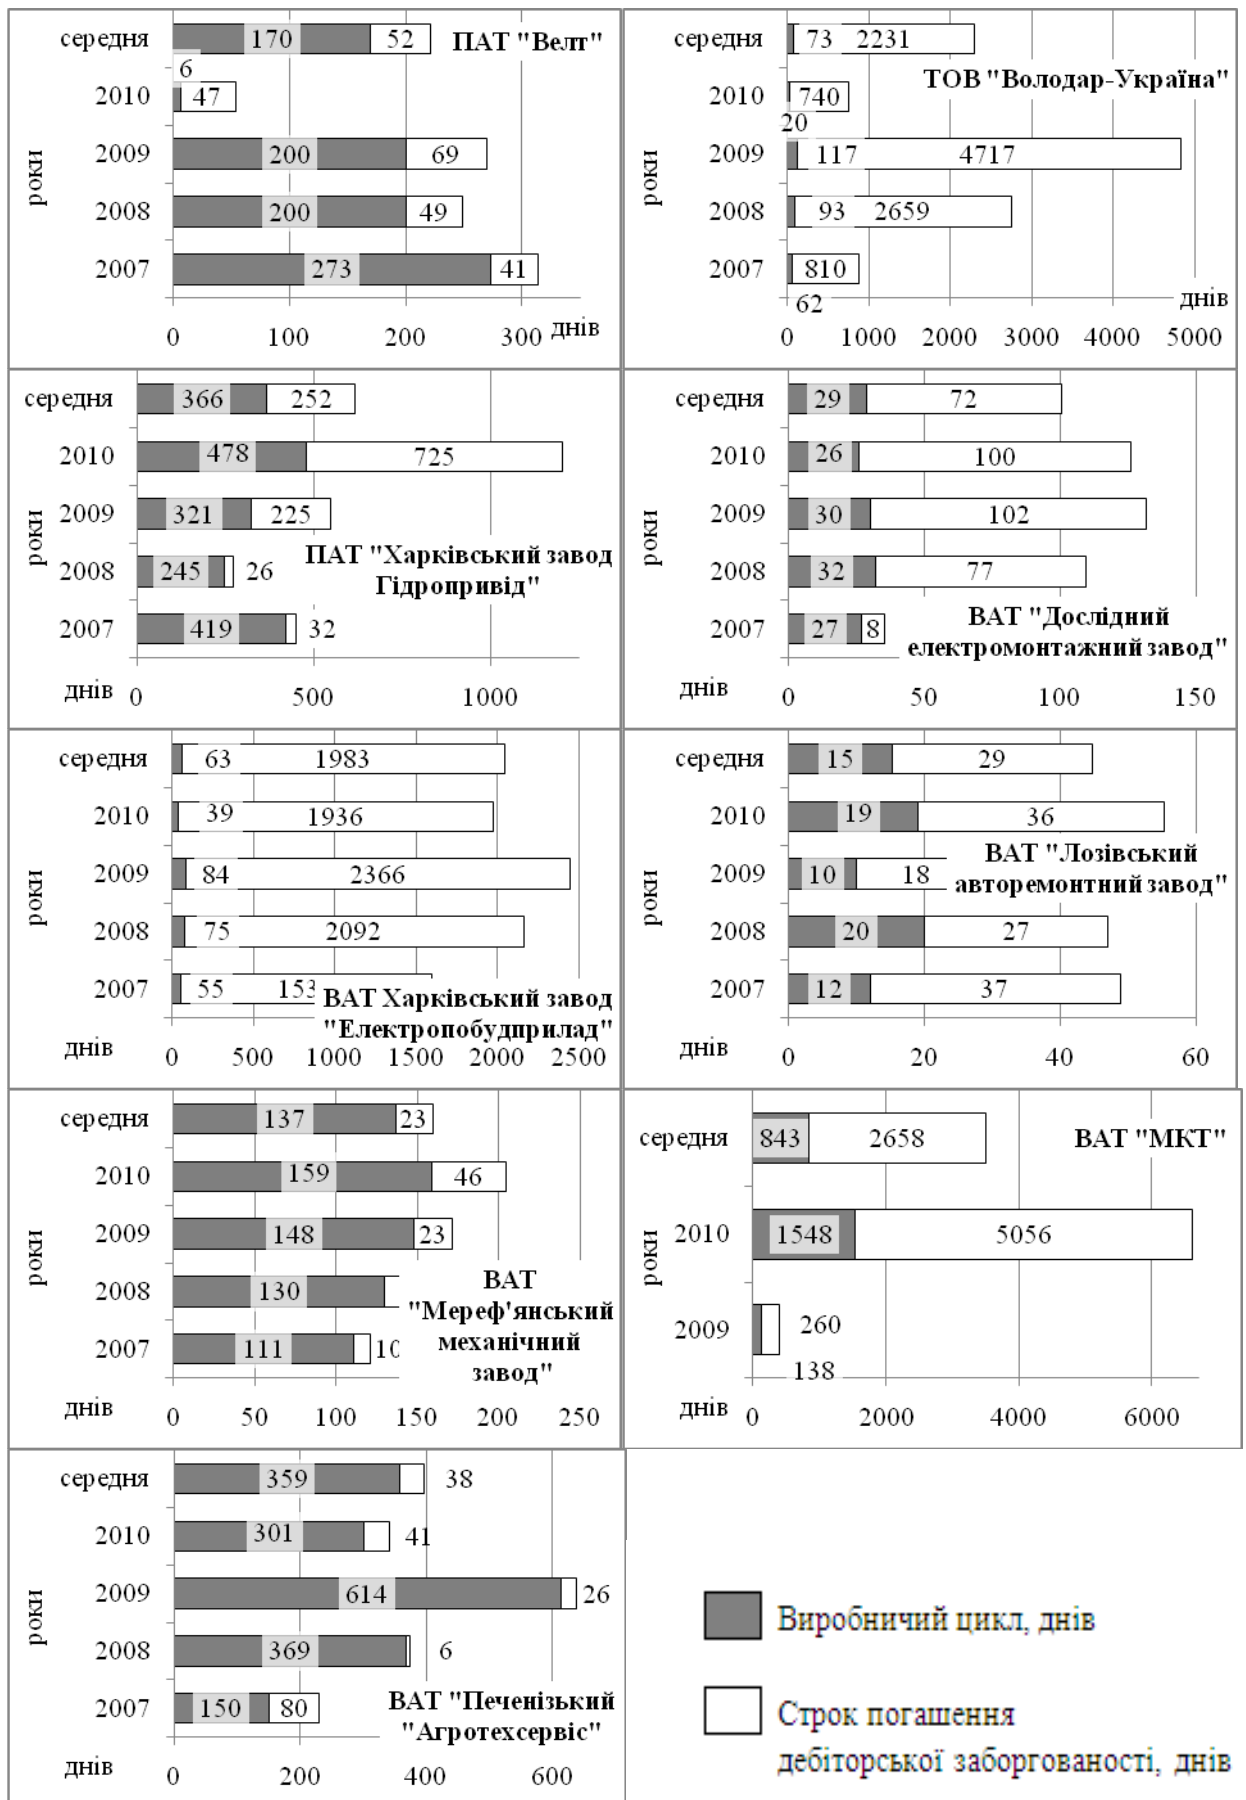 середня 170 52 ПАТ "Велт"
6
2010 47
2009 200 69
2008 200 49
2007 273 41
роки
0 100 200 300 днів
середня 73 2231
ТОВ "Володар-Україна"
2010 740
20
2009 117 4717
2008 93 2659
2007 810
62
роки
днів
0 1000 2000 3000 4000 5000
середня 366 252
2010 478 725
2009 321 225
2008 245 26
2007 419 32
роки
ПАТ "Харківський завод
Гідропривід"
днів 0 500 1000
середня 29 72
2010 26 100
2009 30 102
2008 32 77
2007 27 8
роки
ВАТ "Дослідний
електромонтажний завод"
днів 0 50 100 150
середня 63 1983
2010 39 1936
2009 84 2366
2008 75 2092
2007 55 153
роки
ВАТ Харківський завод
"Електропобудприлад"
днів 0 500 1000 1500 2000 2500
середня 15 29
2010 19 36
2009 10 18
2008 20 27
2007 12 37
роки
ВАТ "Лозівський
авторемонтний завод"
днів 0 20 40 60
середня 137 23
2010 159 46
2009 148 23
2008 130
2007 111 10
роки
ВАТ
"Мереф'янський
механічний
завод"
днів 0 50 100 150 200 250
середня 843 2658
ВАТ "МКТ"
2010 1548 5056
2009 260
138
роки
днів 0 2000 4000 6000
середня 359 38
2010 301 41
2009 614 26
2008 369 6
2007 150 80
роки
ВАТ "Печенізький
"Агротехсервіс"
днів 0 200 400 600
Виробничий цикл, днів
Строк погашення
дебіторської заборгованості, днів